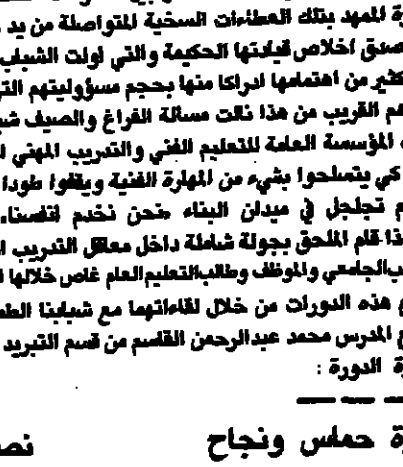 ة المهد بتلك العطاءات السخية المتواصلة من يد
صدق اخلاص قيادتها الحكيمة والتي اولت الشباب
كثير من اهتمامها ادراكا منها بحجم مسؤوليتهم
هم القريب من هذا نالت مسالة الفراغ والصيف
المؤسسة العامة للتعليم الفني والتدريب المهني
كي يتسلحوا بشيء من المهارة الفنية ويقفوا طودا
تجلجل في ميدان البناء نحن نخدم انفسنا.
ذا قام الملحق بجولة شاملة داخل معاقل التدريب
ب الجامعي والموظف وطالب التعليم العام غاص خلالها
هذه الدورات من خلال لقاءاتهما مع شبابنا
ع المدرس محمد عبدالرحمن القاسم من قسم التبريد
ة الدورة :
ة حماس ونجاح